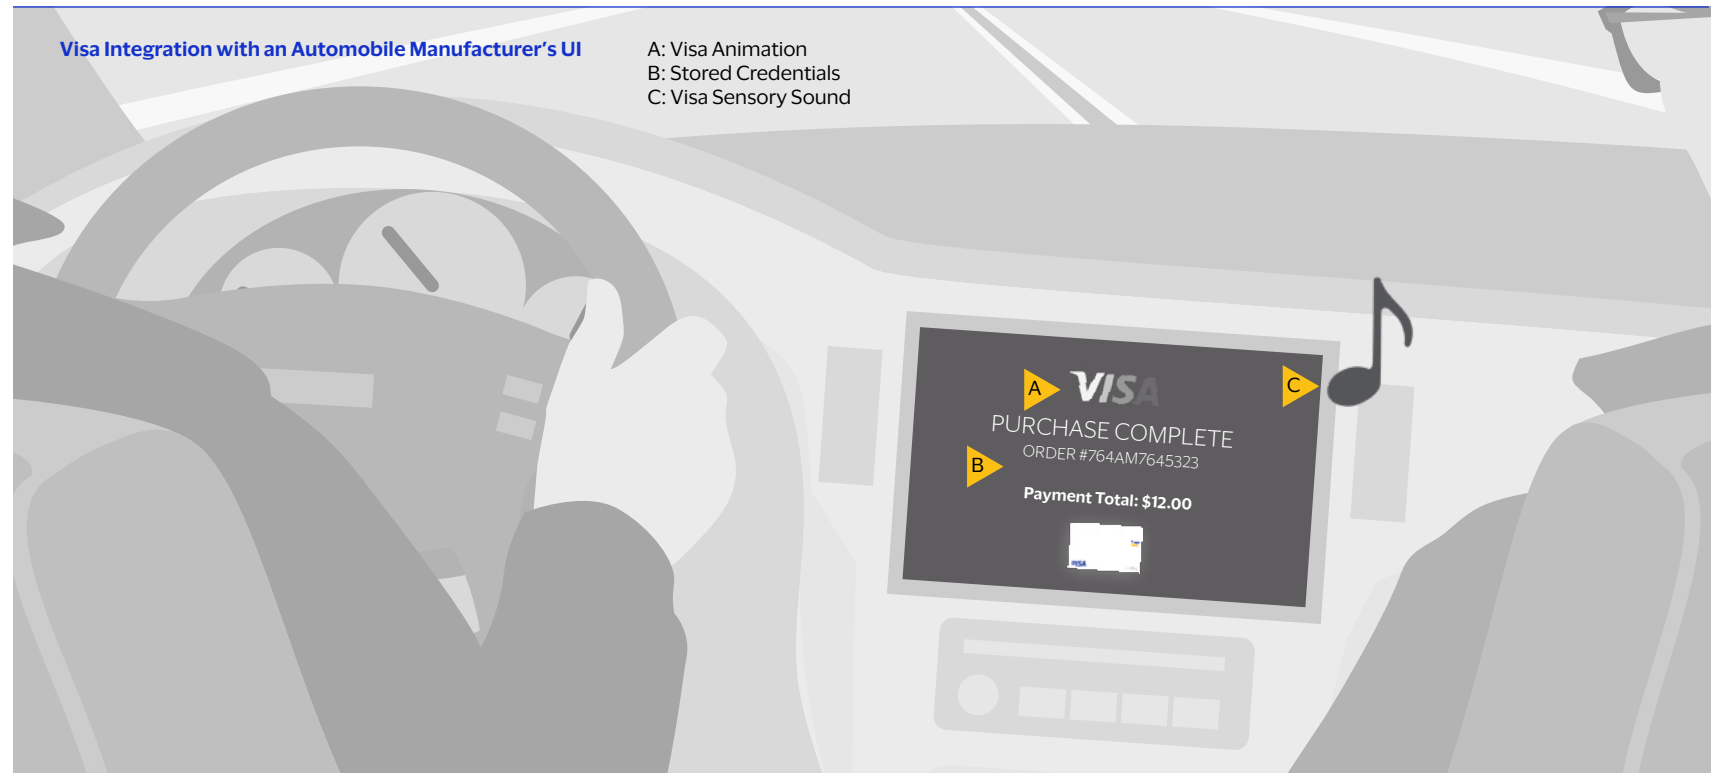 Visa Integration with an Automobile Manufacturer's UI
A: Visa Animation
B: Stored Credentials
C: Visa Sensory Sound
A
VISA
C
PURCHASE COMPLETE
ORDER #764AM7645323
B
Payment Total: $12.00
VISA